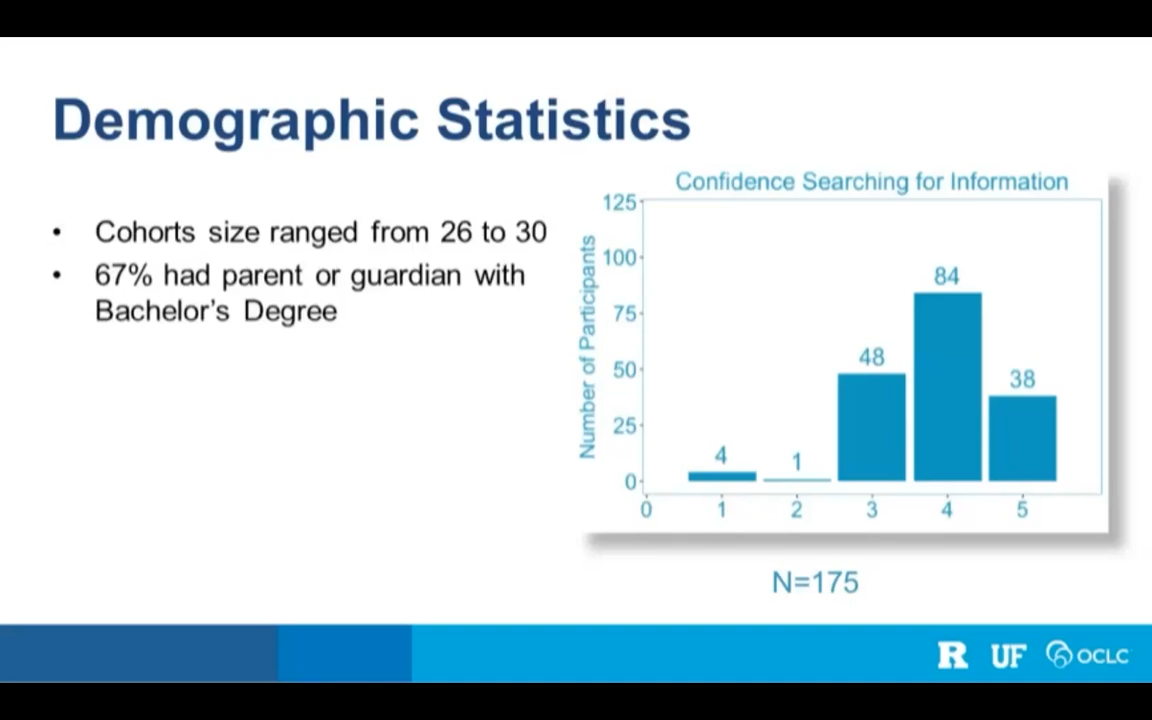 Demographic Statistics
• Cohorts size ranged from 26 to 30
• 67% had parent or guardian with
Bachelor's Degree
Confidence Searching for Information
Number of Participants
125
100
75
50
25
0
4
1
48
84
38
0 1 2 3 4 5
N=175
R UF OCLC